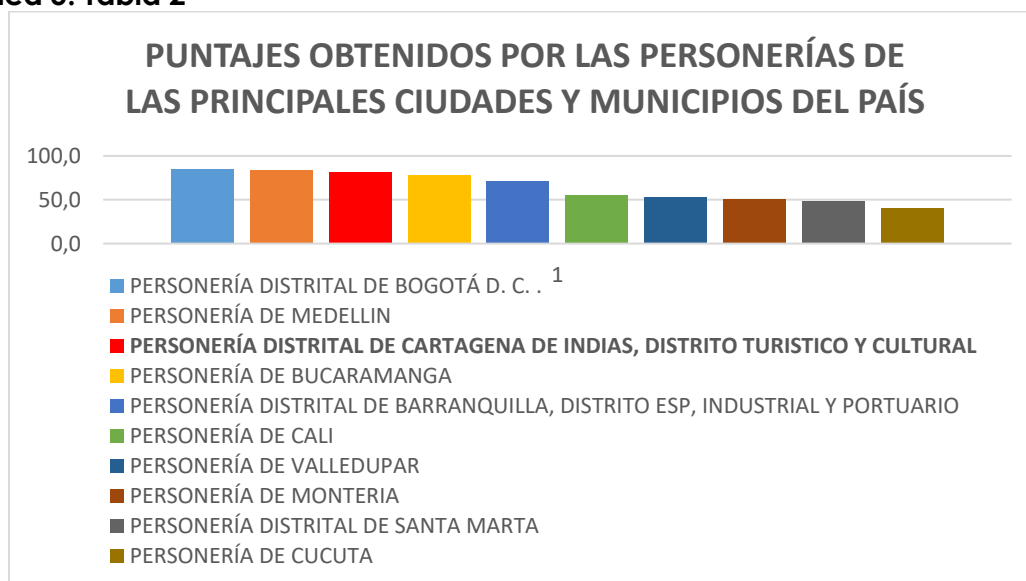 Tabla 2
PUNTAJES OBTENIDOS POR LAS PERSONERÍAS DE
LAS PRINCIPALES CIUDADES Y MUNICIPIOS DEL PAÍS
100,0
50,0
0,0
PERSONERÍA DISTRITAL DE BOGOTÁ D. C. . 1
PERSONERÍA DE MEDELLIN
PERSONERÍA DISTRITAL DE CARTAGENA DE INDIAS, DISTRITO TURISTICO Y CULTURAL
PERSONERÍA DE BUCARAMANGA
PERSONERÍA DISTRITAL DE BARRANQUILLA, DISTRITO ESP, INDUSTRIAL Y PORTUARIO
PERSONERÍA DE CALI
PERSONERÍA DE VALLEDUPAR
PERSONERÍA DE MONTERIA
PERSONERÍA DISTRITAL DE SANTA MARTA
PERSONERÍA DE CUCUTA